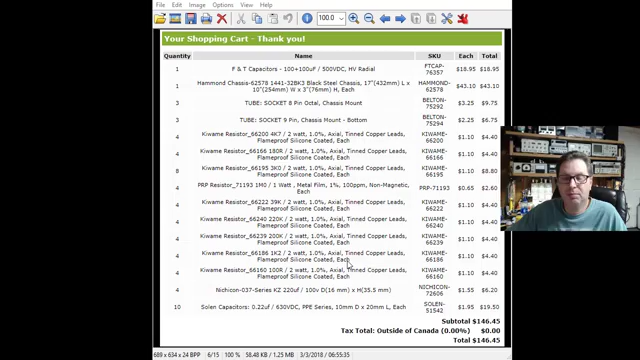 File Edit View Image Options Help
100.0
Your Shopping Cart - Thank you!
Quantity Name SKU Each Total
1 F & T Capacitors - 100+100uF / 500VDC, HV Radial FTCAP-76357 $18.95 $18.95
1 Hammond Chassis-62578 1441-32BK3 Black Steel Chassis, 17"(432mm) L x 10"(254mm) W x 3"(76mm) H, Each HAMMOND-62578 $43.10 $43.10
3 TUBE: SOCKET 8 Pin Octal, Chassis Mount BELTON-75292 $3.25 $9.75
3 TUBE: SOCKET 9 Pin, Chassis Mount - Bottom BELTON-75294 $2.25 $6.75
4 Kiwame Resistor_66200 4K7 / 2 watt, 1.0%, Axial, Tinned Copper Leads, Flameproof Silicone Coated, Each KIWAME-66200 $1.10 $4.40
4 Kiwame Resistor_66166 180R / 2 watt, 1.0%, Axial, Tinned Copper Leads, Flameproof Silicone Coated, Each KIWAME-66166 $1.10 $4.40
8 Kiwame Resistor_66195 3K0 / 2 watt, 1.0%, Axial, Tinned Copper Leads, Flameproof Silicone Coated, Each KIWAME-66195 $1.10 $8.80
4 PRP Resistor_71193 1M0 / 1 Watt , Metal Film, 1%, 100ppm, Non-Magnetic, Each PRP-71193 $0.65 $2.60
4 Kiwame Resistor_66222 39K / 2 watt, 1.0%, Axial, Tinned Copper Leads, Flameproof Silicone Coated, Each KIWAME-66222 $1.10 $4.40
4 Kiwame Resistor_66240 220K / 2 watt, 1.0%, Axial, Tinned Copper Leads, Flameproof Silicone Coated, Each KIWAME-66240 $1.10 $4.40
4 Kiwame Resistor_66239 200K / 2 watt, 1.0%, Axial, Tinned Copper Leads, Flameproof Silicone Coated, Each KIWAME-66239 $1.10 $4.40
4 Kiwame Resistor_66186 1K2 / 2 watt, 1.0%, Axial, Tinned Copper Leads, Flameproof Silicone Coated, Each KIWAME-66186 $1.10 $4.40
4 Kiwame Resistor_66160 100R / 2 watt, 1.0%, Axial, Tinned Copper Leads, Flameproof Silicone Coated, Each KIWAME-66160 $1.10 $4.40
4 Nichicon-037-Series KZ 220uf / 100v D(16 mm) x H(35.5 mm) NICHICON-72606 $1.55 $6.20
10 Solen Capacitors: 0.22uf / 630VDC, PPE Series, 10mm D x 20mm L, Each SOLEN-51542 $1.95 $19.50
Subtotal $146.45
Tax Total: Outside of Canada (0.00%) $0.00
Total $146.45
689 x 634 x 24 BPP 6/15 100 % 58.48 KB / 1.25 MB 3/3/2018 / 06:55:35